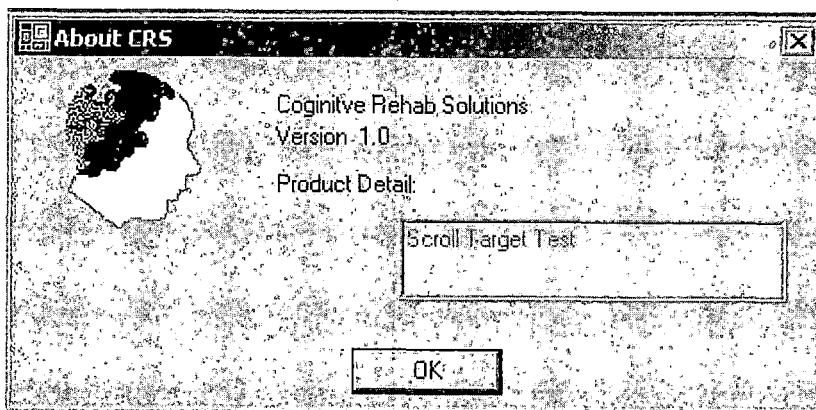 About CRS
Coginitve Rehab Solutions
Version 1.0
Product Detail:
Scroll Target Test
OK